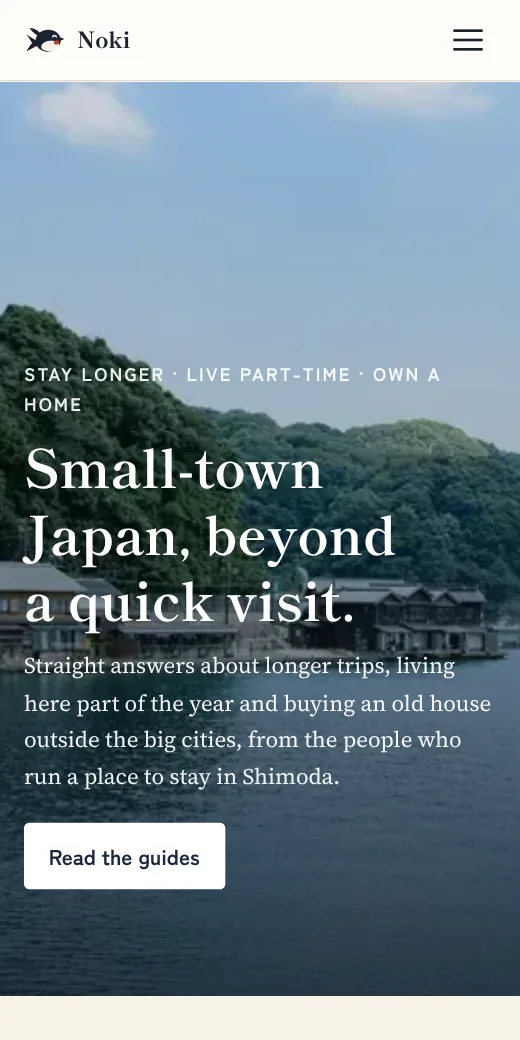 Noki
STAY LONGER · LIVE PART-TIME · OWN A
HOME
Small-town
Japan, beyond
a quick visit.
Straight answers about longer trips, living
here part of the year and buying an old house
outside the big cities, from the people who
run a place to stay in Shimoda.
Read the guides